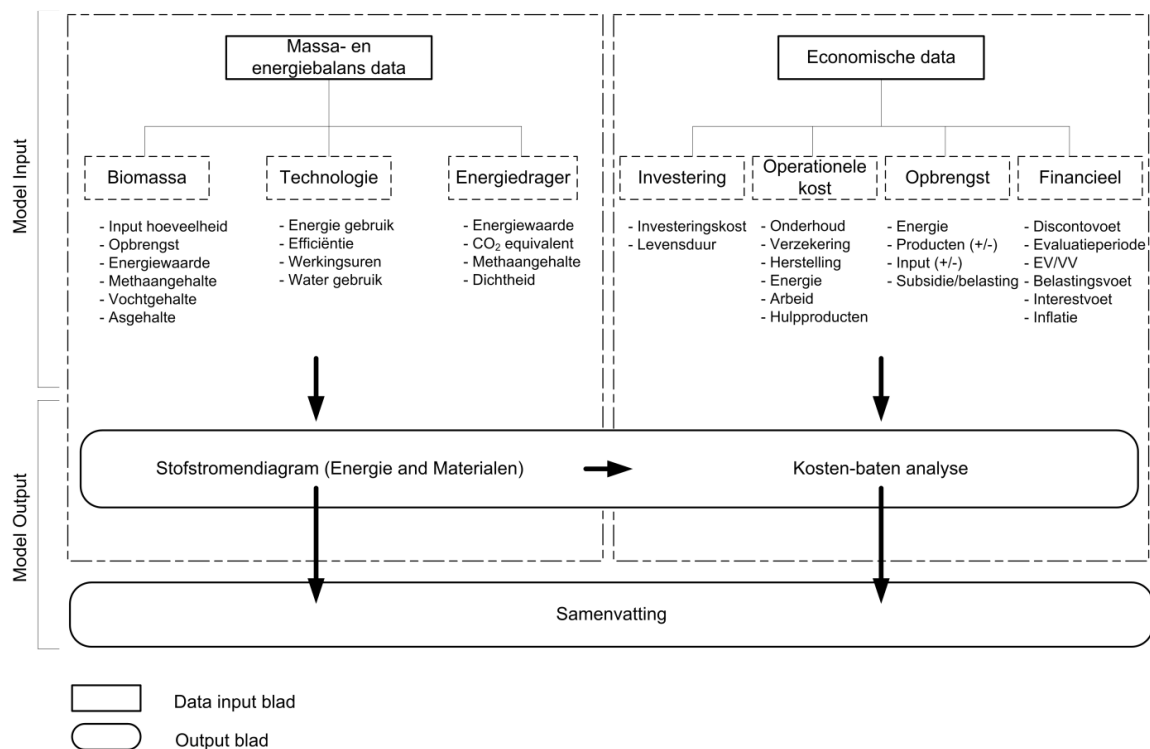 Model Input
Massa- en
energiebalans data
Biomassa
- Input hoeveelheid
- Opbrengst
- Energiewaarde
- Methaangehalte
- Vochtgehalte
- Asgehalte
Technologie
- Energie gebruik
- Efficiëntie
- Werkingsuren
- Water gebruik
Energiedrager
- Energiewaarde
- CO₂ equivalent
- Methaangehalte
- Dichtheid
Economische data
Investering
- Investeringskost
- Levensduur
Operationele
kost
- Onderhoud
- Verzekering
- Herstelling
- Energie
- Arbeid
- Hulpproducten
Opbrengst
- Energie
- Producten (+/-)
- Input (+/-)
- Subsidie/belasting
Financieel
- Discontovoet
- Evaluatieperiode
- EV/VV
- Belastingsvoet
- Interestvoet
- Inflatie
Model Output
Stofstromendiagram (Energie and Materialen)
Kosten-baten analyse
Samenvatting
Data input blad
Output blad